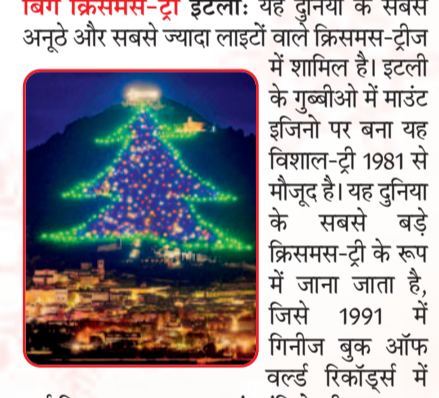 बिग क्रिसमस-ट्री इटली: यह दुनिया के सबसे
अनूठे और सबसे ज्यादा लाइटों वाले क्रिसमस-ट्रीज
में शामिल है। इटली
के गुब्बीओ में माउंट
इजिनो पर बना यह
विशाल-ट्री 1981 से
मौजूद है। यह दुनिया
के सबसे बड़े
क्रिसमस-ट्री के रूप
में जाना जाता है,
जिसे 1991 में
गिनीज बुक ऑफ
वर्ल्ड रिकॉर्ड्स में